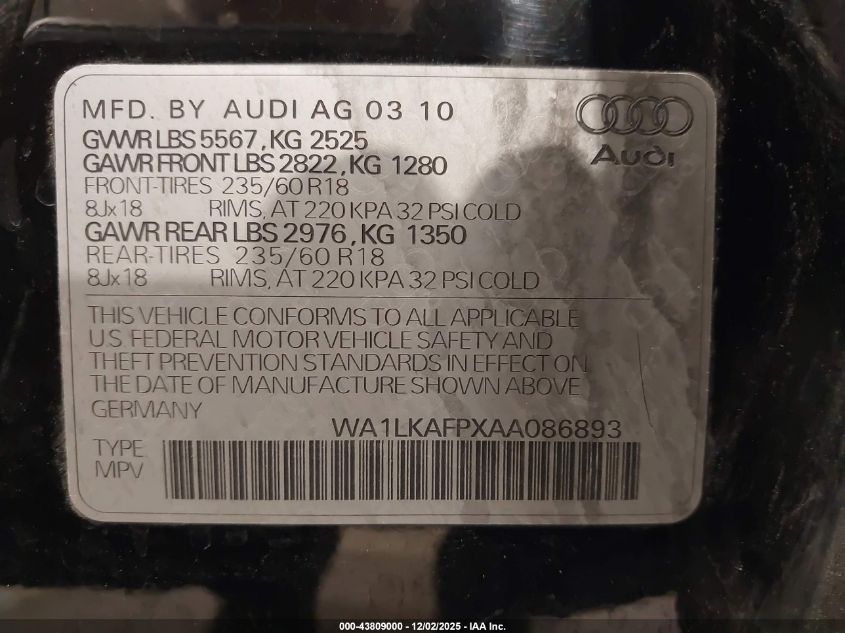 MFD. BY AUDI AG 03 10
GVWR LBS 5567, KG 2525
GAWR FRONT LBS 2822, KG 1280
FRONT-TIRES 235/60 R18
8Jx18 RIMS, AT 220 KPA 32 PSI COLD
GAWR REAR LBS 2976, KG 1350
REAR-TIRES 235/60 R18
8Jx18 RIMS, AT 220 KPA 32 PSI COLD
Audi
THIS VEHICLE CONFORMS TO ALL APPLICABLE
U.S. FEDERAL MOTOR VEHICLE SAFETY AND
THEFT PREVENTION STANDARDS IN EFFECT ON
THE DATE OF MANUFACTURE SHOWN ABOVE
GERMANY
WA1LKAFPXAA086893
TYPE
MPV
000-43809000 - 12/02/2025 - IAA Inc.